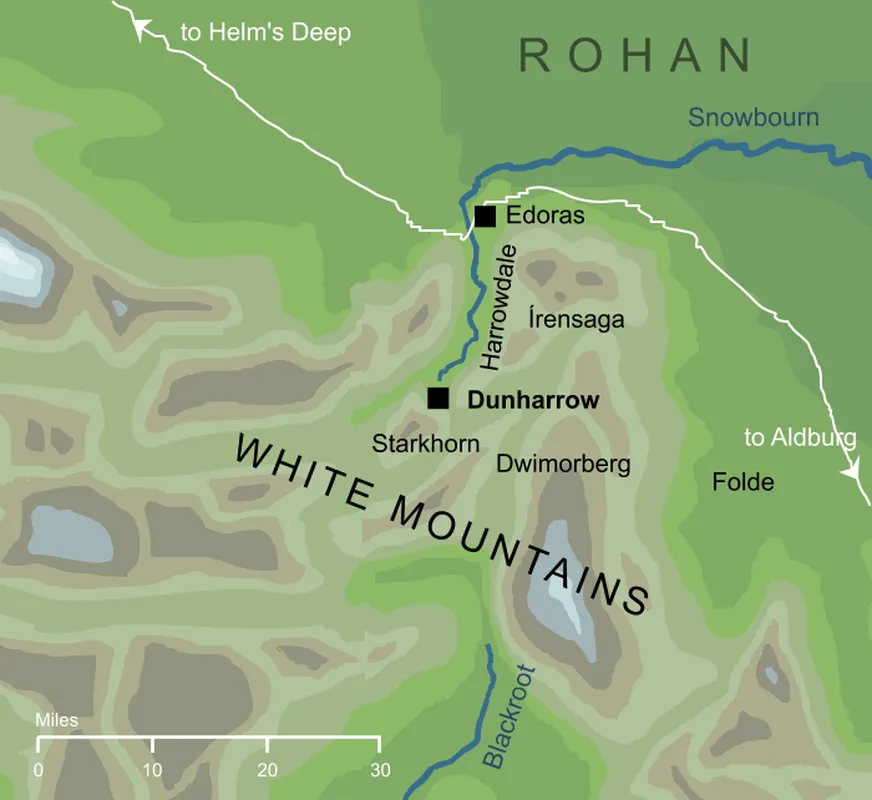 to Helm's Deep
ROHAN
Snowbourn
Edoras
Harrowdale
Írensaga
Dunharrow
Starkhorn
to Aldburg
Dwimorberg
Folde
WHITE MOUNTAINS
Blackroot
Miles
0 10 20 30